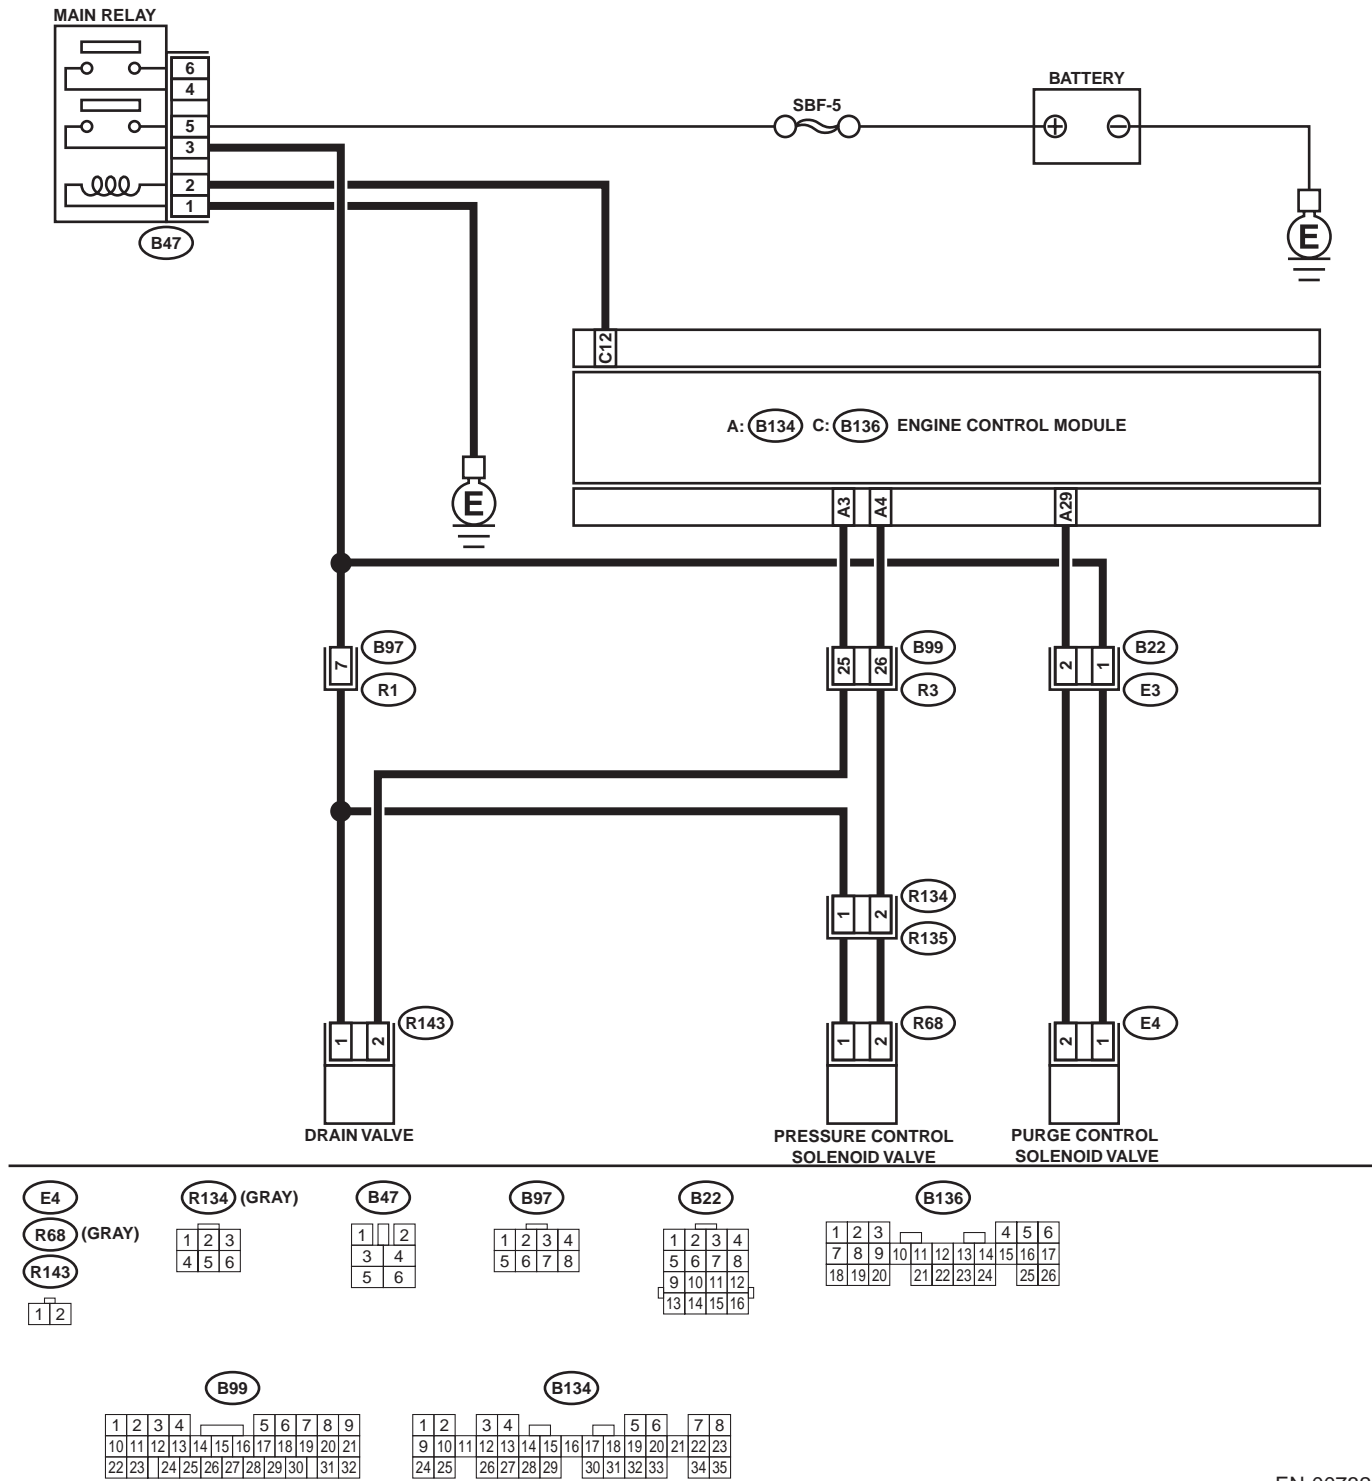 MAIN RELAY
6
4
5
3
2
1
B47
SBF-5
BATTERY
E
C12
A: B134 C: B136 ENGINE CONTROL MODULE
E
A3 A4 A29
7 B97
R1
25 26 B99
R3
2 1 B22
E3
1 2 R134
R135
1 2 R143
1 2 R68
2 1 E4
DRAIN VALVE
PRESSURE CONTROL
SOLENOID VALVE
PURGE CONTROL
SOLENOID VALVE
E4
R68 (GRAY)
R143
1 2
R134 (GRAY)
1 2 3
4 5 6
B47
1 2
3 4
5 6
B97
1 2 3 4
5 6 7 8
B22
1 2 3 4
5 6 7 8
9 10 11 12
13 14 15 16
B136
1 2 3 4 5 6
7 8 9 10 11 12 13 14 15 16 17
18 19 20 21 22 23 24 25 26
B99
1 2 3 4 5 6 7 8 9
10 11 12 13 14 15 16 17 18 19 20 21
22 23 24 25 26 27 28 29 30 31 32
B134
1 2 3 4 5 6 7 8
9 10 11 12 13 14 15 16 17 18 19 20 21 22 23
24 25 26 27 28 29 30 31 32 33 34 35